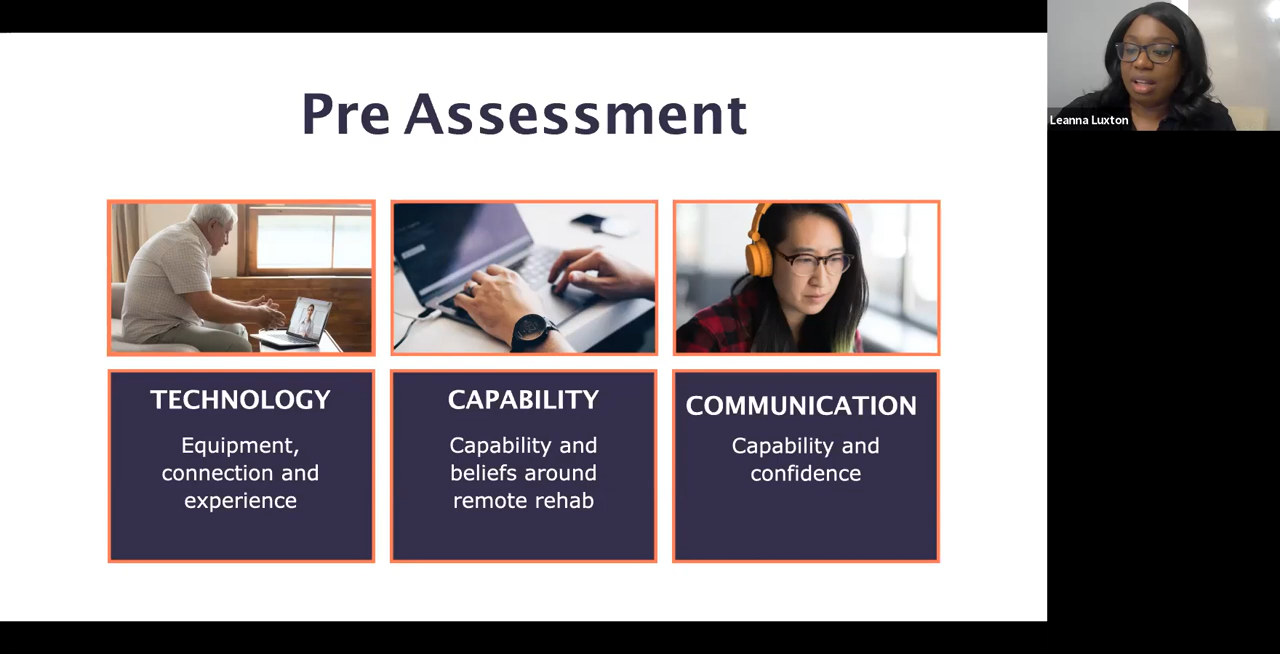 Pre Assessment
Leanna Luxton
TECHNOLOGY
Equipment,
connection and
experience
CAPABILITY
Capability and
beliefs around
remote rehab
COMMUNICATION
Capability and
confidence